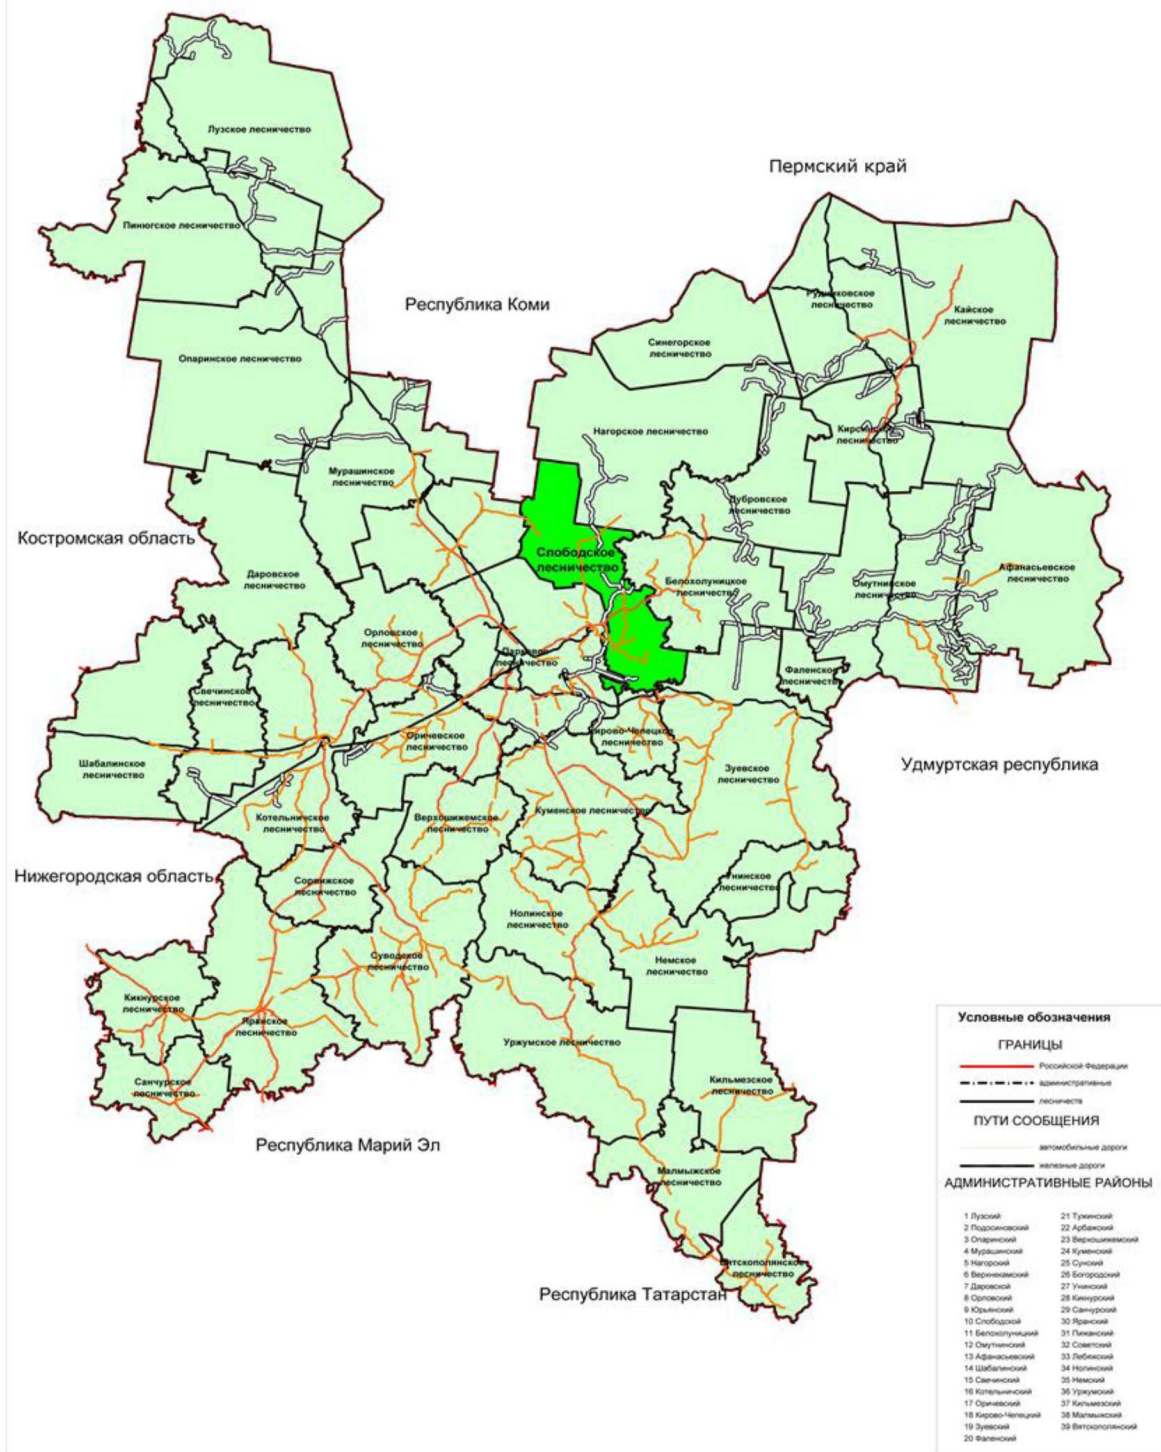 Лузское лесничество
Пермский край
Пинюгское лесничество
Республика Коми
Рудниковское
лесничество
Кайское
лесничество
Синегорское
лесничество
Опаринское лесничество
Нагорское лесничество
Кирсинское
лесничество
Мурашинское
лесничество
Дубровское
лесничество
Костромская область
Слободское
лесничество
Даровское
лесничество
Белохолуницкое
лесничество
Омутнинское
лесничество
Афанасьевское
лесничество
Орловское
лесничество
Парковое
лесничество
Фаленское
лесничество
Свечинское
лесничество
Оричевское
лесничество
Кирово-Чепецкое
лесничество
Шабалинское
лесничество
Зуевское
лесничество
Удмуртская республика
Котельничское
лесничество
Верхошижемское
лесничество
Куменское лесничество
Нижегородская область
Сорвижское
лесничество
Унинское
лесничество
Нолинское
лесничество
Суводское
лесничество
Немское
лесничество
Кикнурское
лесничество
Яранское
лесничество
Уржумское лесничество
Санчурское
лесничество
Кильмезское
лесничество
Республика Марий Эл
Малмыжское
лесничество
Вятскополянское
лесничество
Республика Татарстан
Условные обозначения
ГРАНИЦЫ
Российской Федерации
административные
лесничеств
ПУТИ СООБЩЕНИЯ
автомобильные дороги
железные дороги
АДМИНИСТРАТИВНЫЕ РАЙОНЫ
1 Лузский
2 Подосиновский
3 Опаринский
4 Мурашинский
5 Нагорский
6 Верхнекамский
7 Даровской
8 Орловский
9 Юрьянский
10 Слободской
11 Белохолуницкий
12 Омутнинский
13 Афанасьевский
14 Шабалинский
15 Свечинский
16 Котельничский
17 Оричевский
18 Кирово-Чепецкий
19 Зуевский
20 Фаленский
21 Тужинский
22 Арбажский
23 Верхошижемский
24 Куменский
25 Сунский
26 Богородский
27 Унинский
28 Кикнурский
29 Санчурский
30 Яранский
31 Пижанский
32 Советский
33 Лебяжский
34 Нолинский
35 Немский
36 Уржумский
37 Кильмезский
38 Малмыжский
39 Вятскополянский